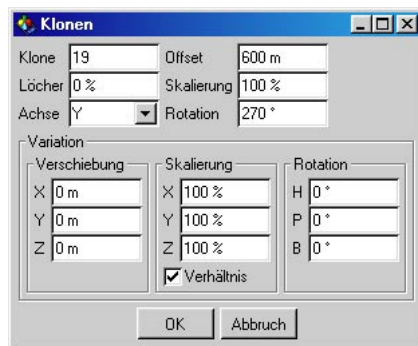 Klonen
Klone 19 Offset 600 m
Löcher 0 % Skalierung 100 %
Achse Y Rotation 270 °
Variation
Verschiebung Skalierung Rotation
X 0 m X 100 % H 0 °
Y 0 m Y 100 % P 0 °
Z 0 m Z 100 % B 0 °
Verhältnis
OK Abbruch